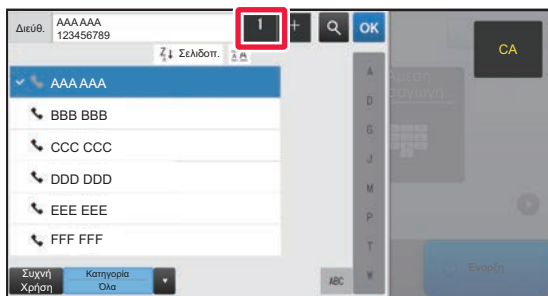 Διεύθ.
AAA AAA
123456789
1
+
OK
CA
Z↓ Σελιδοπ.
AAA AAA
BBB BBB
CCC CCC
DDD DDD
EEE EEE
FFF FFF
A
D
G
J
M
P
T
W
Άμεση
Έναρξη
Συχνή
Χρήση
Κατηγορία
Όλα
ABC